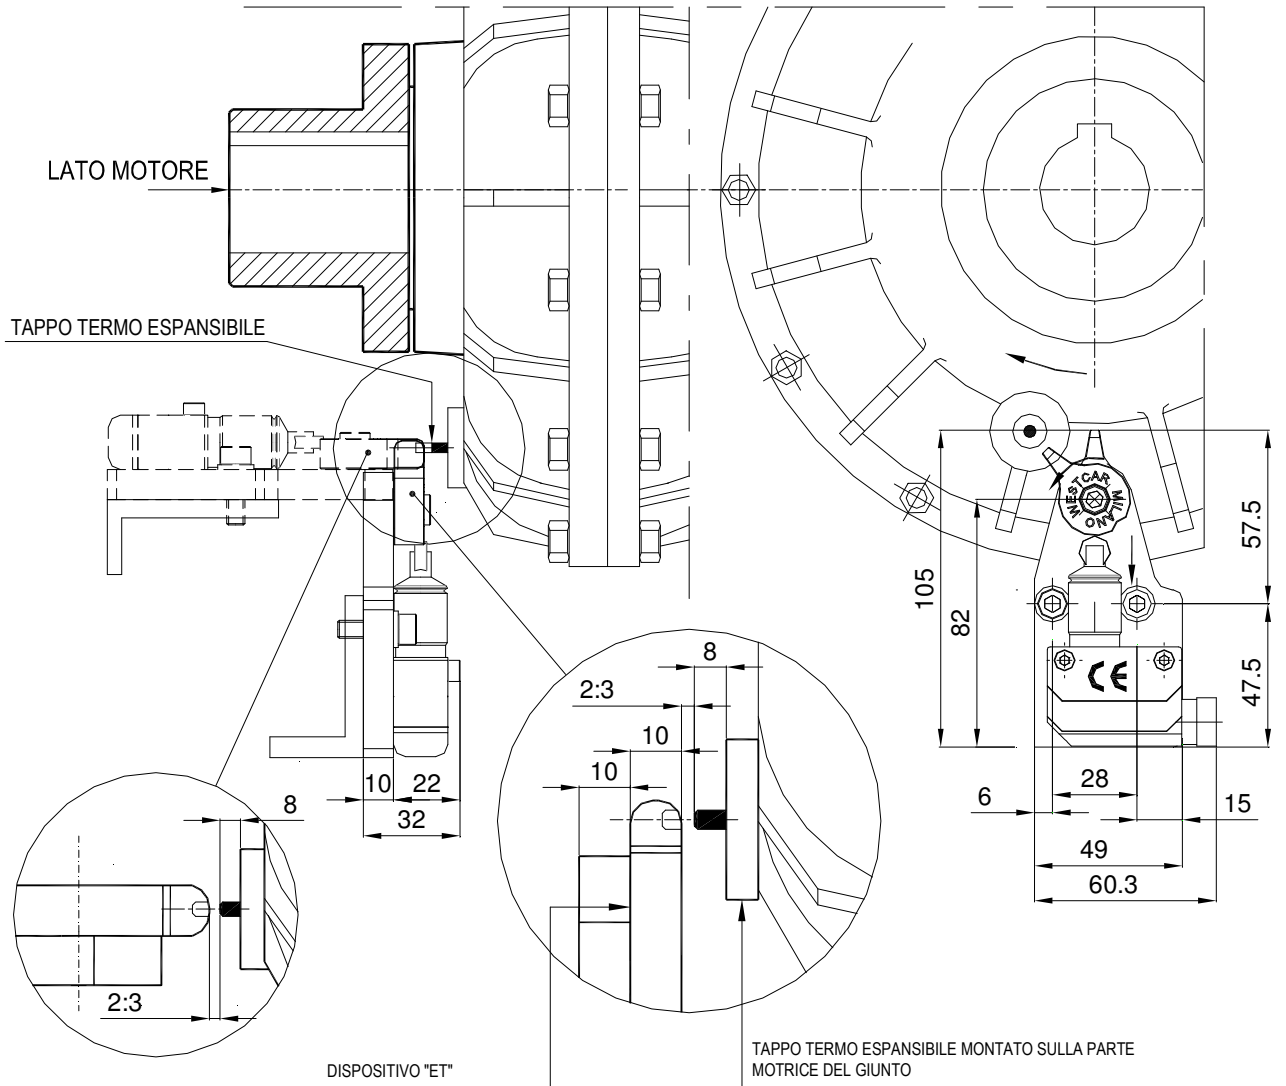 LATO MOTORE
TAPPO TERMO ESPANSIBILE
WESTCAR MILANO
105
82
57.5
47.5
28
6
15
49
60.3
10
22
32
8
2:3
10
10
8
2:3
CE
DISPOSITIVO "ET"
TAPPO TERMO ESPANSIBILE MONTATO SULLA PARTE
MOTRICE DEL GIUNTO